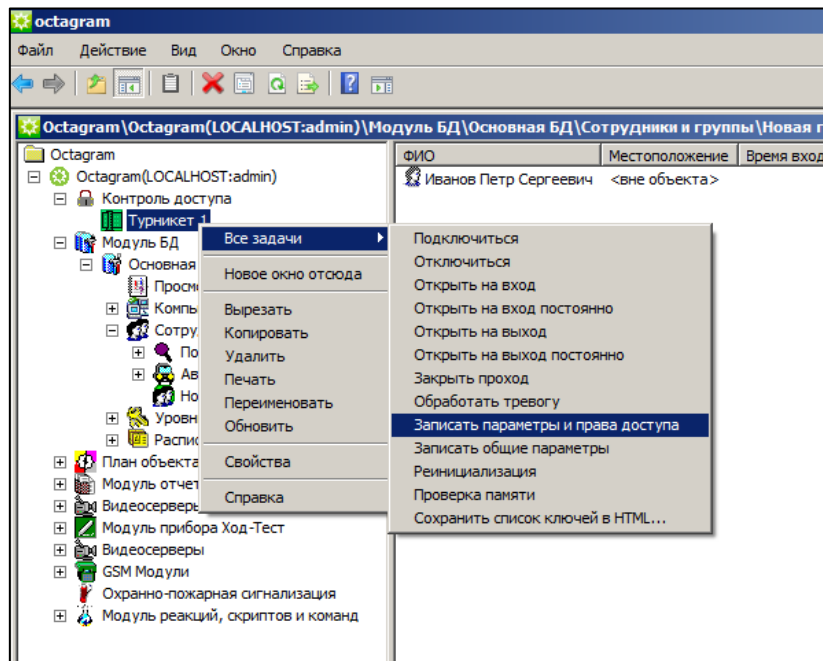 octagram
Файл Действие Вид Окно Справка
Octagram\Octagram(LOCALHOST:admin)\Модуль БД\Основная БД\Сотрудники и группы\Новая г
Octagram
Octagram(LOCALHOST:admin)
Контроль доступа
Турникет 1
Модуль БД
Основная
Просм
Компь
Сотру
По
Ав
Но
Уровн
Распис
План объекта
Модуль отчет
Видеосерверы
Модуль прибора Ход-Тест
Видеосерверы
GSM Модули
Охранно-пожарная сигнализация
Модуль реакций, скриптов и команд
ФИО Местоположение Время вход
Иванов Петр Сергеевич <вне объекта>
Все задачи
Новое окно отсюда
Вырезать
Копировать
Удалить
Печать
Переименовать
Обновить
Свойства
Справка
Подключиться
Отключиться
Открыть на вход
Открыть на вход постоянно
Открыть на выход
Открыть на выход постоянно
Закрыть проход
Обработать тревогу
Записать параметры и права доступа
Записать общие параметры
Реинициализация
Проверка памяти
Сохранить список ключей в HTML...